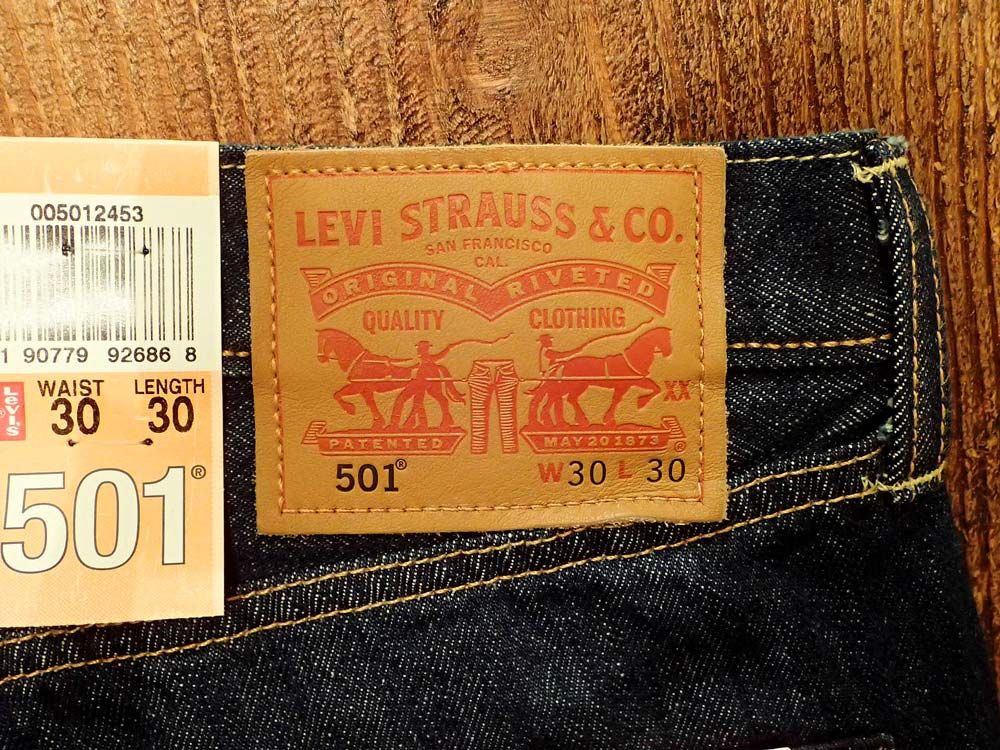 005012453
1 90779 92686 8
Levi's
WAIST LENGTH
30 30
501®
LEVI STRAUSS & CO.
SAN FRANCISCO
CAL.
ORIGINAL RIVETED
QUALITY CLOTHING
XX
PATENTED MAY 20 1873 ®
501® W 30 L 30